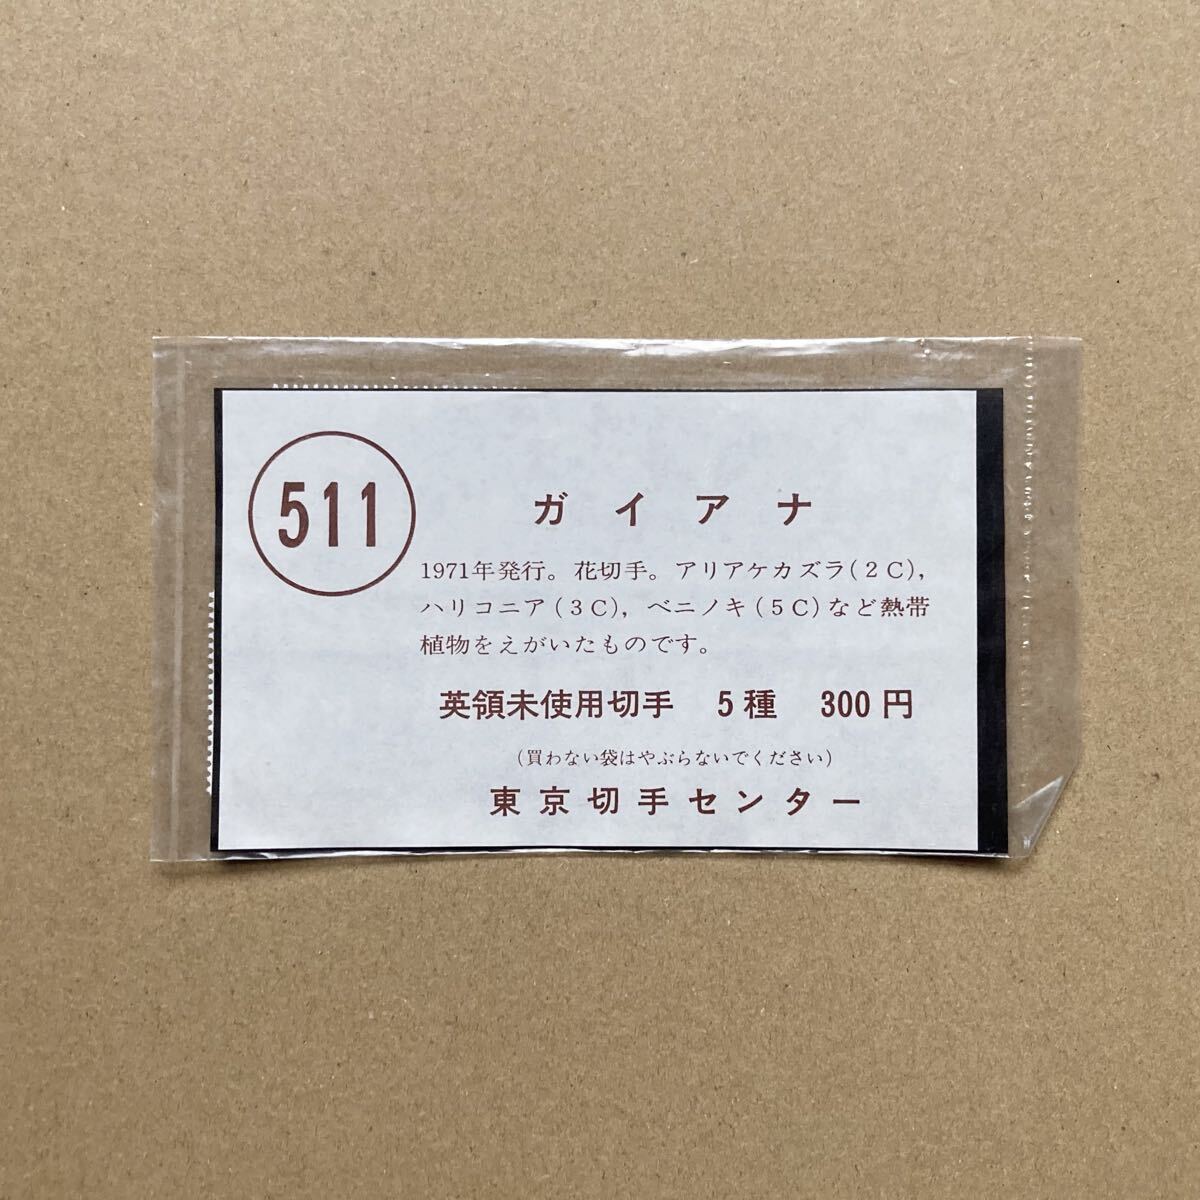 511
ガイアナ
1971年発行。花切手。アリアケカズラ(2C),
ハリコニア(3C), ベニノキ(5C)など熱帯
植物をえがいたものです。
英領未使用切手 5種 300円
(買わない袋はやぶらないでください)
東京切手センター